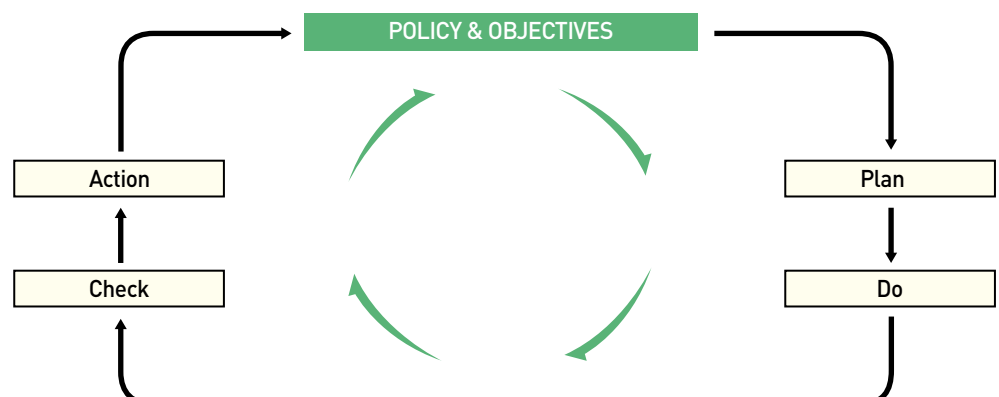 POLICY & OBJECTIVES
Action
Plan
Check
Do